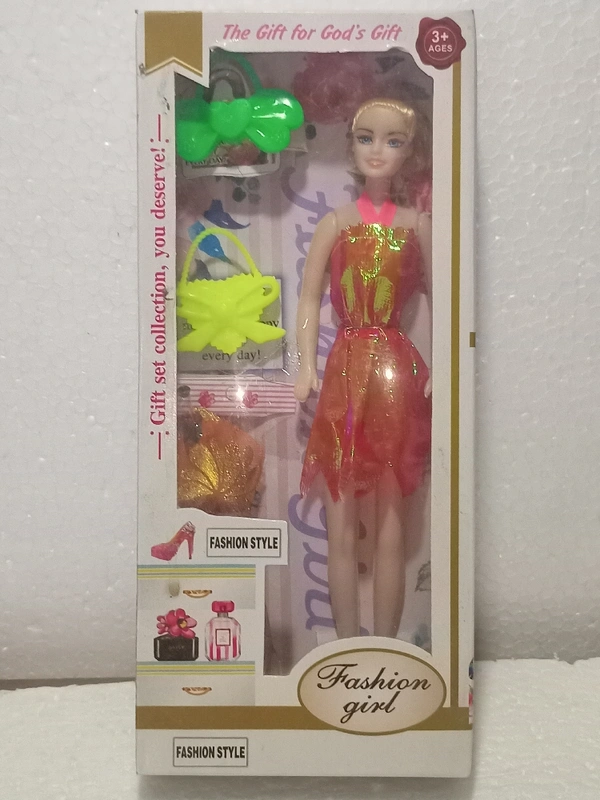 The Gift for God's Gift
3+
AGES
Gift set collection, you deserve!
every day!
FASHION STYLE
Fashion
girl
FASHION STYLE